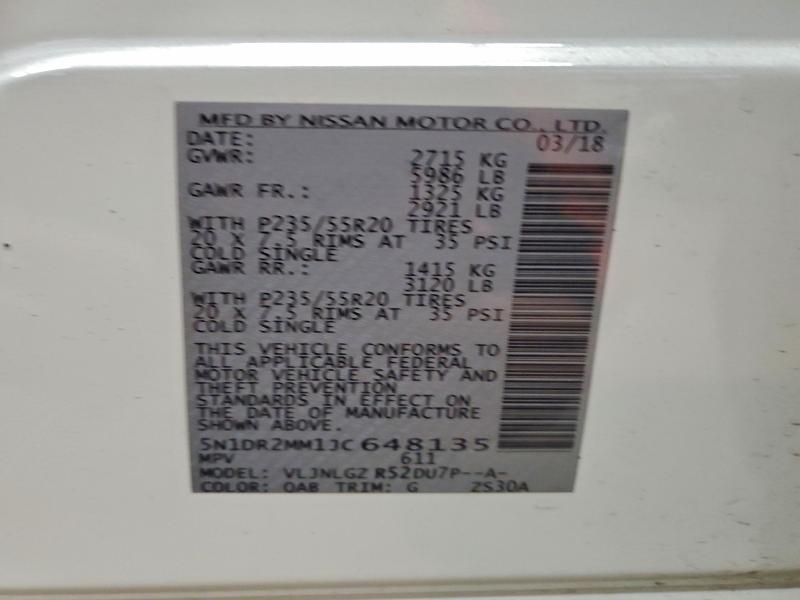 MFD BY NISSAN MOTOR CO., LTD.
DATE: 03/18
GVWR: 2715 KG
5986 LB
GAWR FR.: 1325 KG
2921 LB
WITH P235/55R20 TIRES
20 X 7.5 RIMS AT 35 PSI
COLD SINGLE
GAWR RR.: 1415 KG
3120 LB
WITH P235/55R20 TIRES
20 X 7.5 RIMS AT 35 PSI
COLD SINGLE
THIS VEHICLE CONFORMS TO
ALL APPLICABLE FEDERAL
MOTOR VEHICLE SAFETY AND
THEFT PREVENTION
STANDARDS IN EFFECT ON
THE DATE OF MANUFACTURE
SHOWN ABOVE.
5N1DR2MM1JC648135
MPV 611
MODEL: VLJNLGZ R52DU7P--A-
COLOR: QAB TRIM: G ZS30A